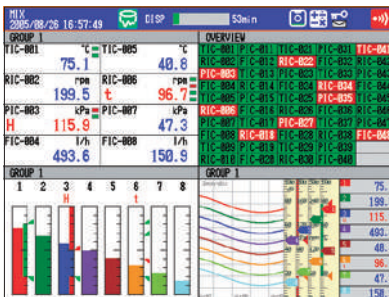 MIX
2005/08/26 16:57:49 DISP 53min
GROUP 1
TIC-001 ℃ TIC-005 ℃
75.1 40.8
RIC-002 rpm RIC-006 rpm
199.5 t 96.7
PIC-003 kPa PIC-007 kPa
H 115.9 47.3
FIC-004 l/h FIC-008 l/h
493.6 150.9
OVERVIEW
TIC-001 PIC-011 TIC-021 PIC-031 TIC-041
RIC-002 FIC-012 RIC-022 FIC-032
PIC-003 TIC-013 PIC-023 TIC-033
FIC-004 RIC-014 FIC-024 RIC-034
TIC-005 PIC-015 TIC-025 PIC-035
RIC-006 FIC-016 RIC-026 FIC-036
PIC-007 TIC-017 PIC-027 TIC-037
FIC-008 RIC-018 FIC-028 RIC-038
TIC-009 PIC-019 TIC-029 PIC-039
RIC-010 FIC-020 RIC-030 FIC-040
GROUP 1
1 2 3 4 5 6 7 8
H t
GROUP 1
75.
199.
115.
493.
48.
96.
47.
150